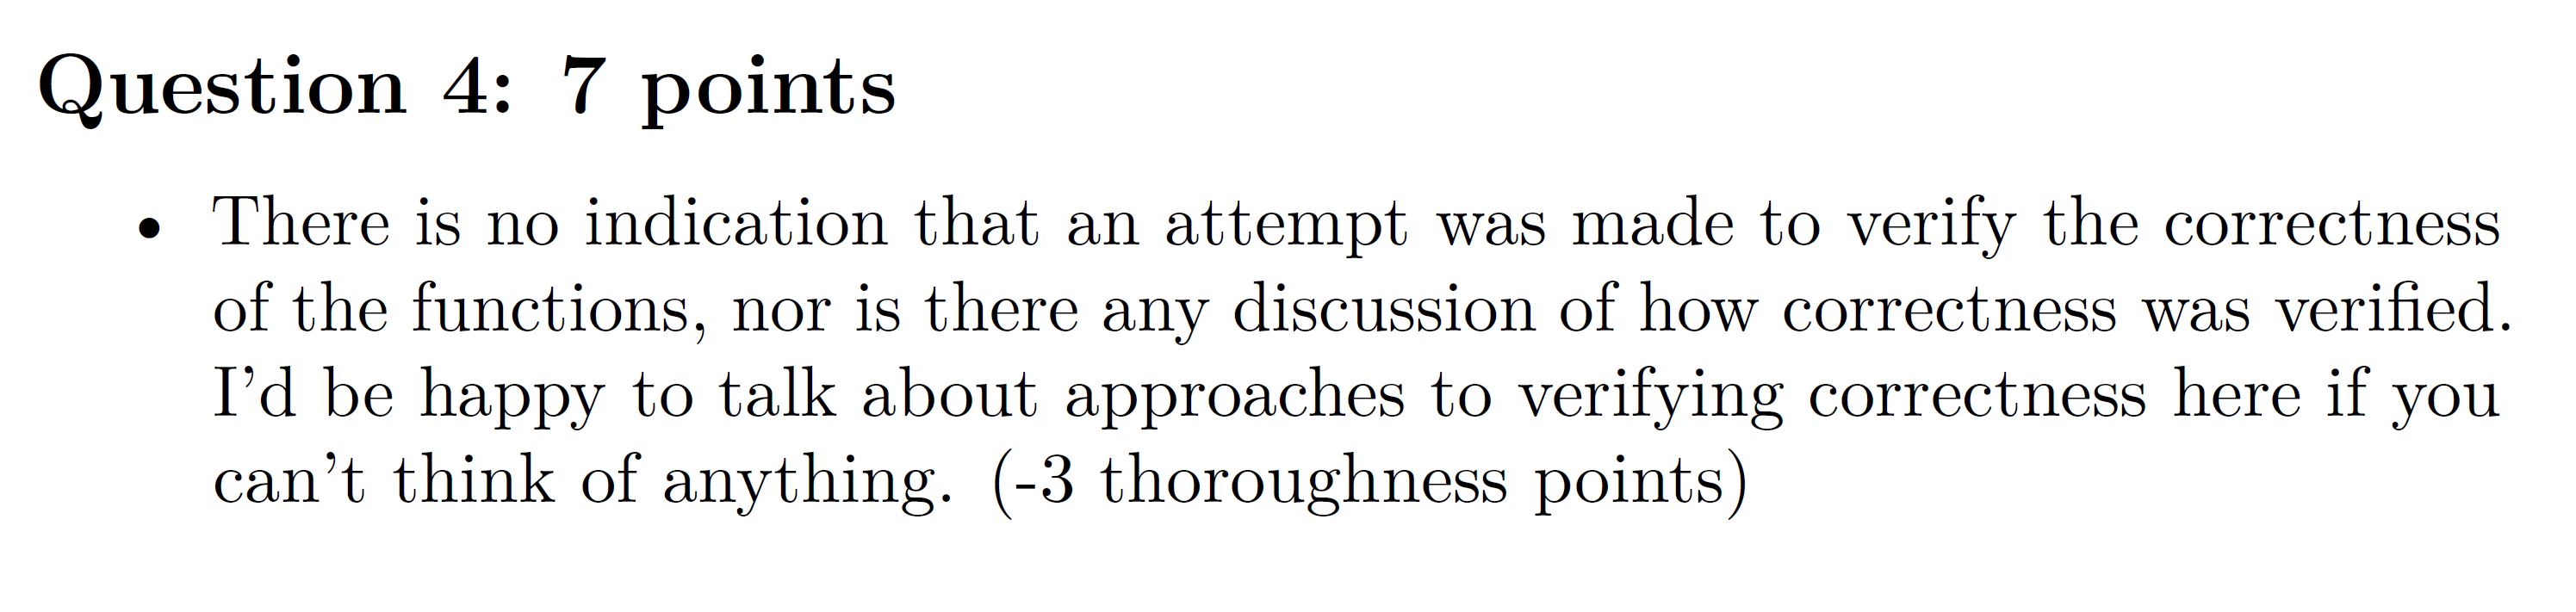 Question 4: 7 points
• There is no indication that an attempt was made to verify the correctness
of the functions, nor is there any discussion of how correctness was verified.
I’d be happy to talk about approaches to verifying correctness here if you
can’t think of anything. (-3 thoroughness points)